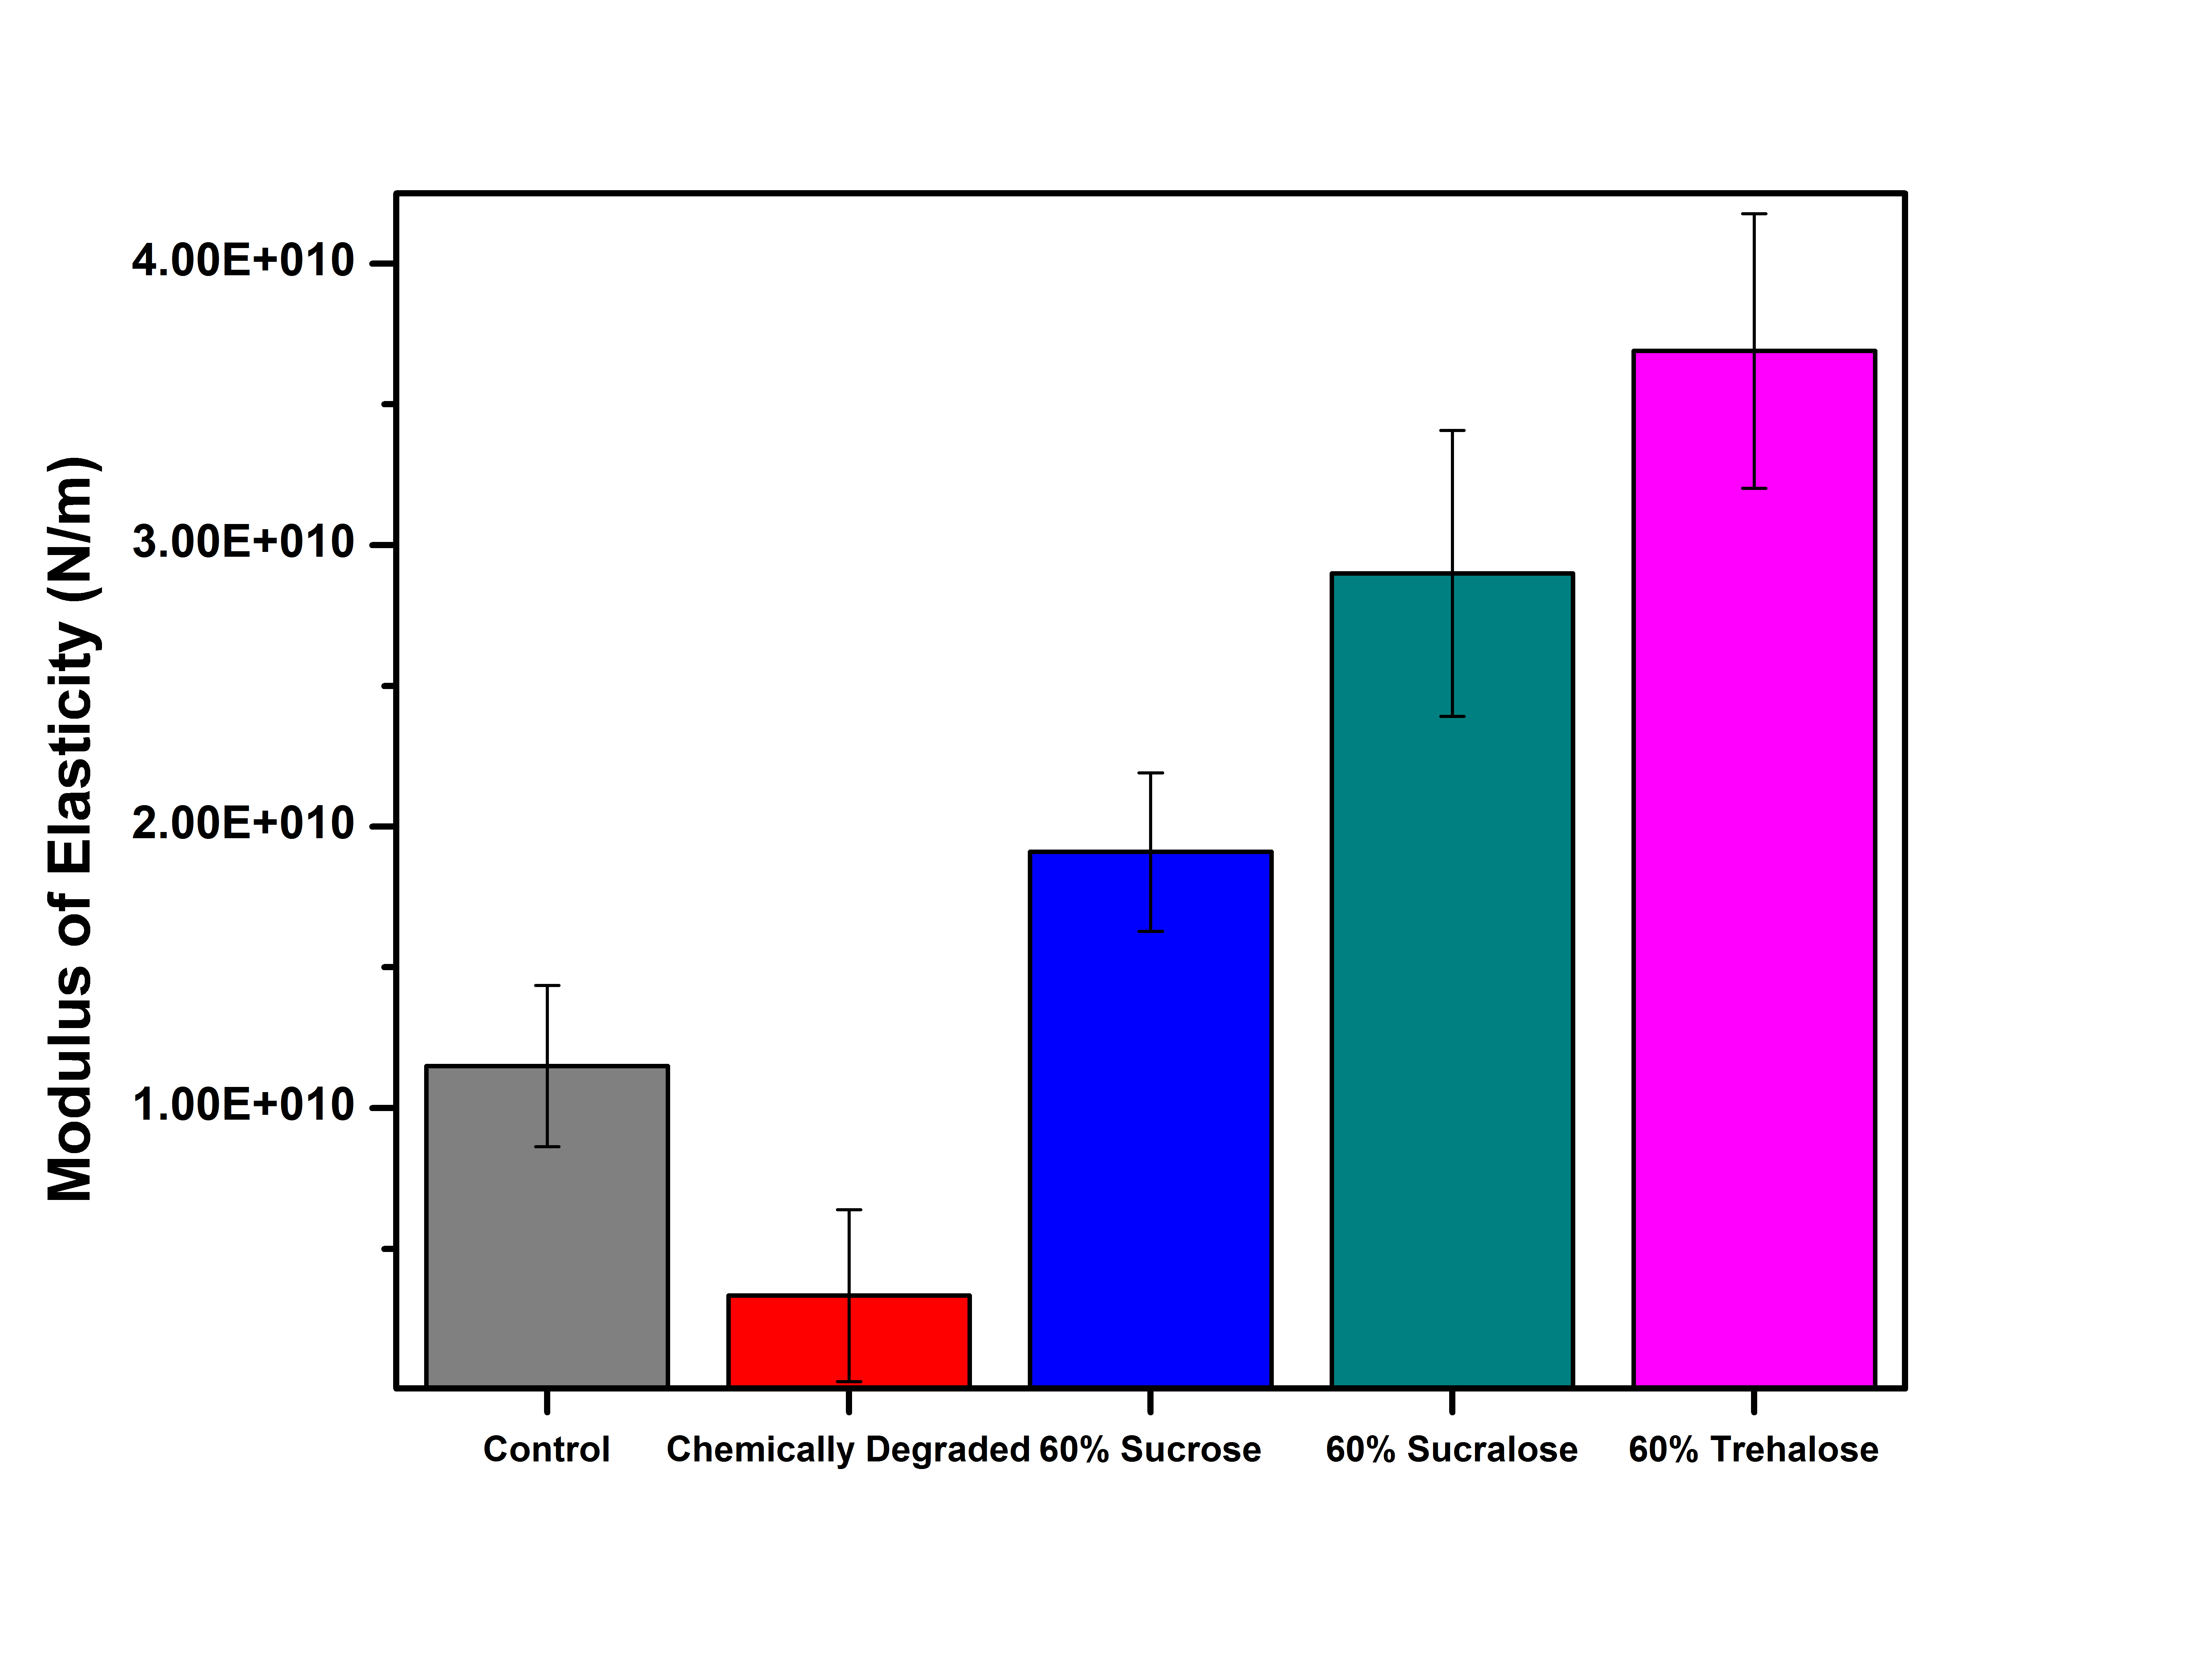 Modulus of Elasticity (N/m)
4.00E+010
3.00E+010
2.00E+010
1.00E+010
Control Chemically Degraded 60% Sucrose 60% Sucralose 60% Trehalose